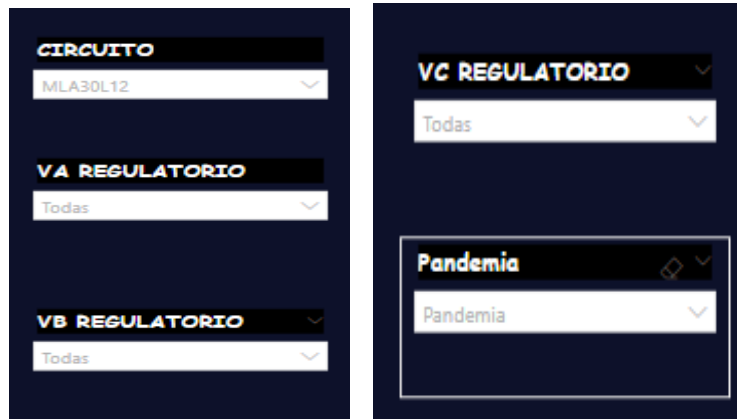 CIRCUITO
MLA30L12
VA REGULATORIO
Todas
VB REGULATORIO
Todas
VC REGULATORIO
Todas
Pandemia
Pandemia